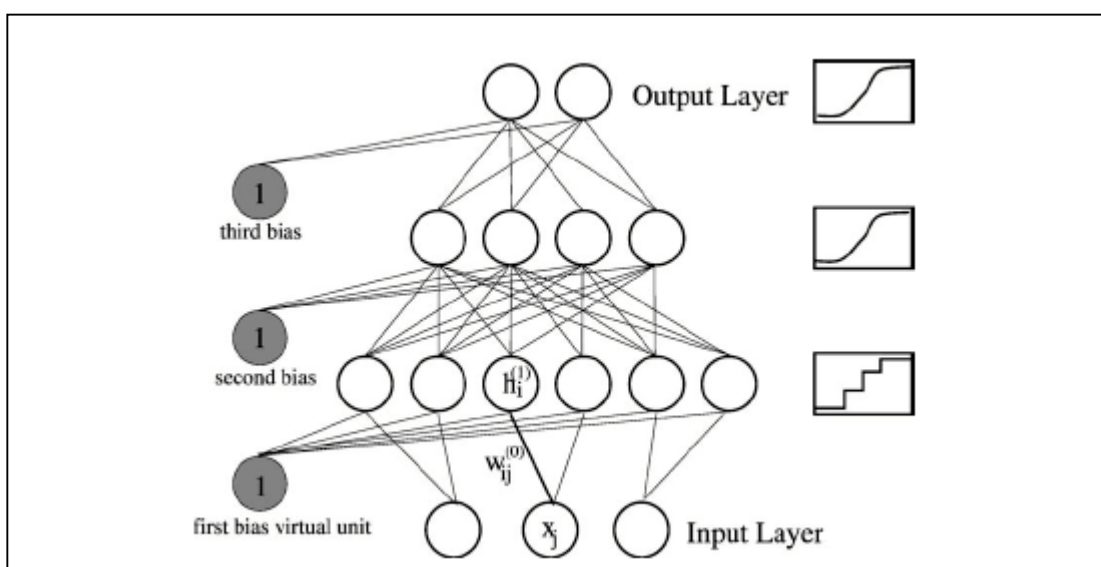 Output Layer
1
third bias
1
second bias
h_i^(1)
w_ij^(0)
1
first bias virtual unit
x_j
Input Layer